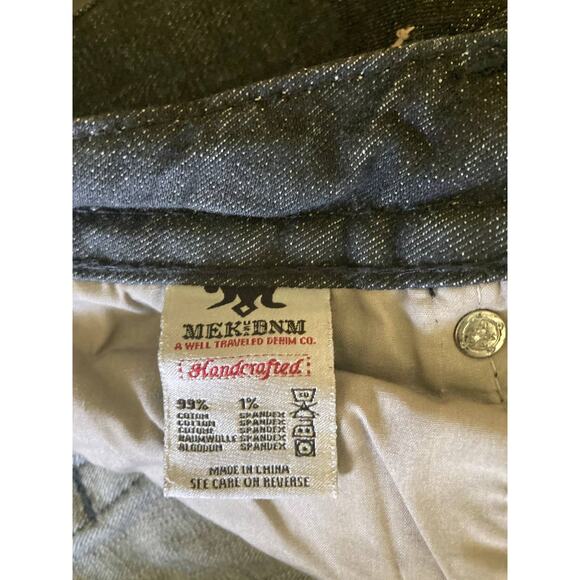 MEK DNM
A WELL TRAVELED DENIM CO.
Handcrafted
99% 1%
COTON SPANDEX
COTTON SPANDEX
COTONE SPANDEX
BAUMWOLLE SPANDEX
ALGODON SPANDEX
MADE IN CHINA
SEE CARE ON REVERSE